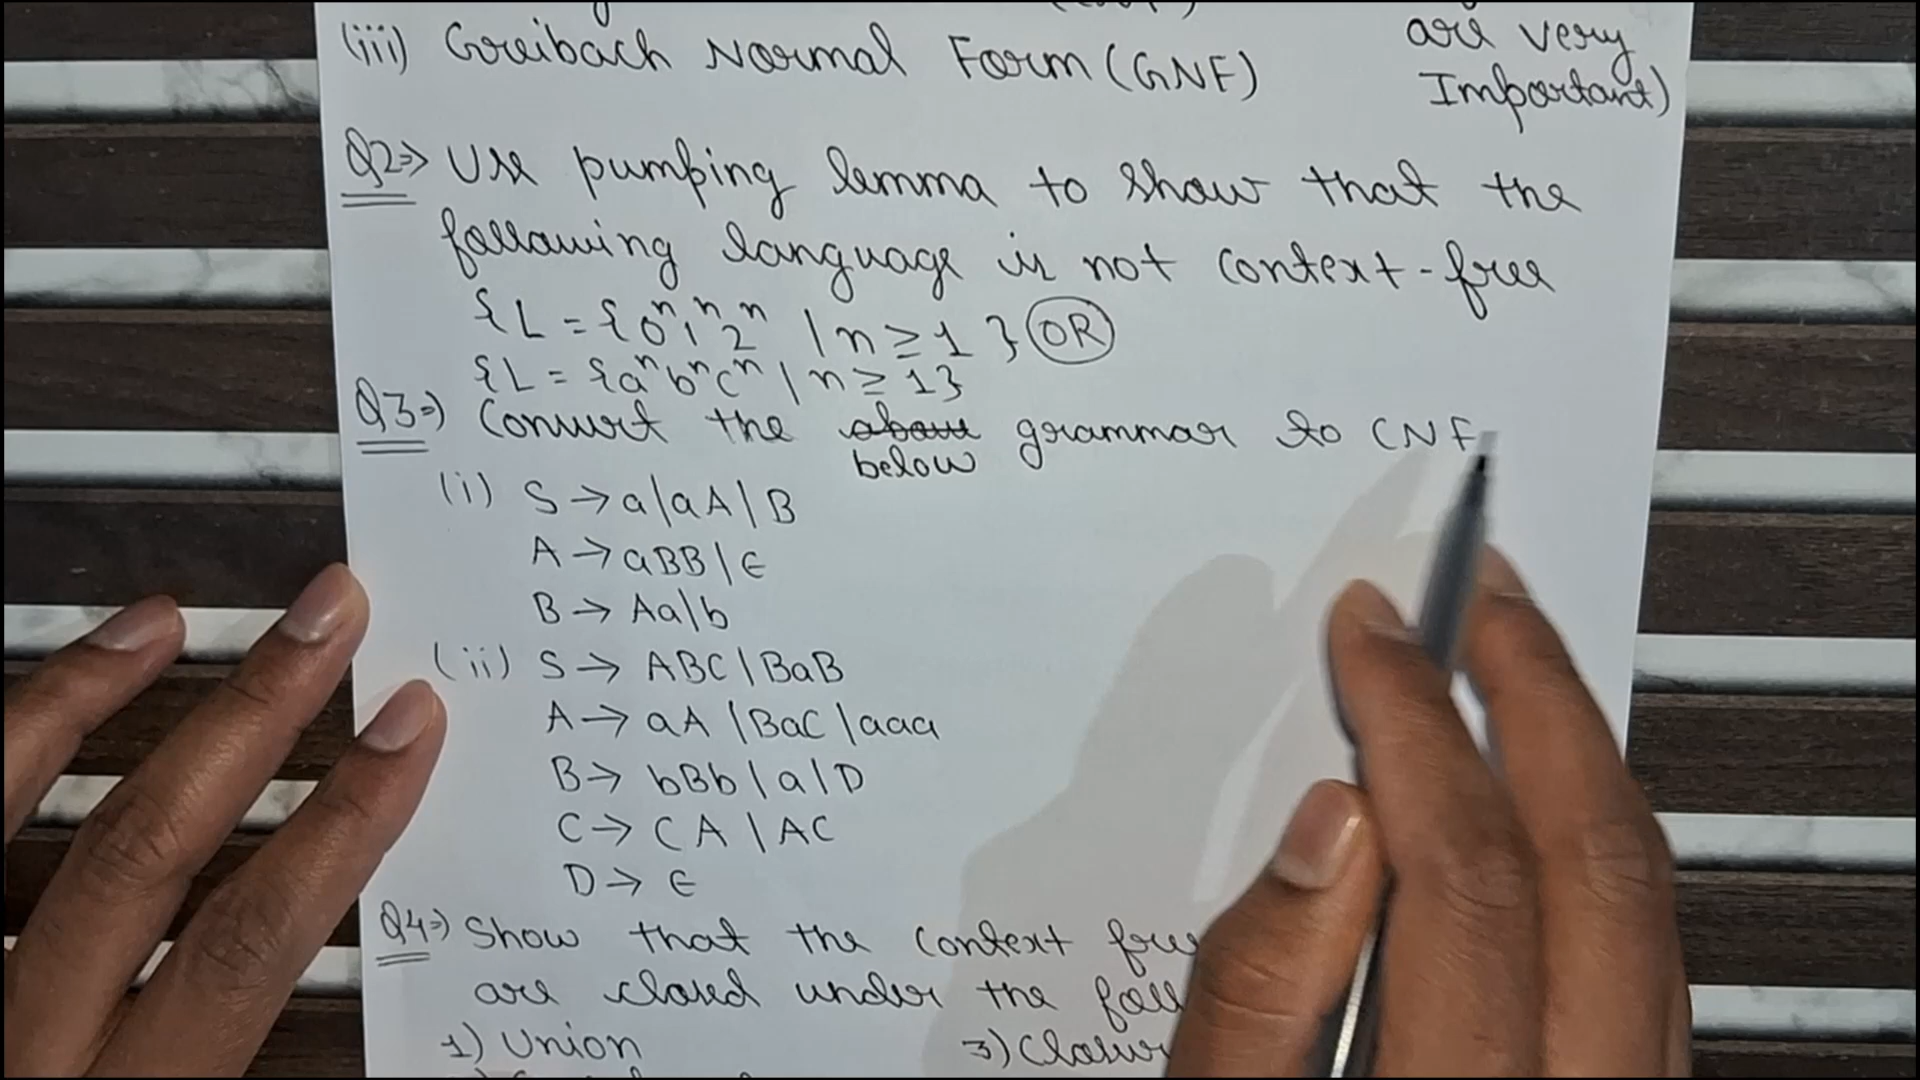 are very
(iii) Greibach Normal Form (GNF)
Important)
Q2=> Use pumping lemma to show that the
following language is not context-free
{L = {0ⁿ1ⁿ2ⁿ | n ≥ 1 } OR
{L = {aⁿbⁿcⁿ | n ≥ 1}
Q3=) Convert the above grammar to CNF
below
(i) S → a|aA|B
A → aBB|ϵ
B → Aa|b
(ii) S → ABC|BaB
A → aA|BaC|aaa
B → bBb|a|D
C → CA|AC
D → ϵ
Q4=) Show that the context free
are closed under the
1) Union 3)